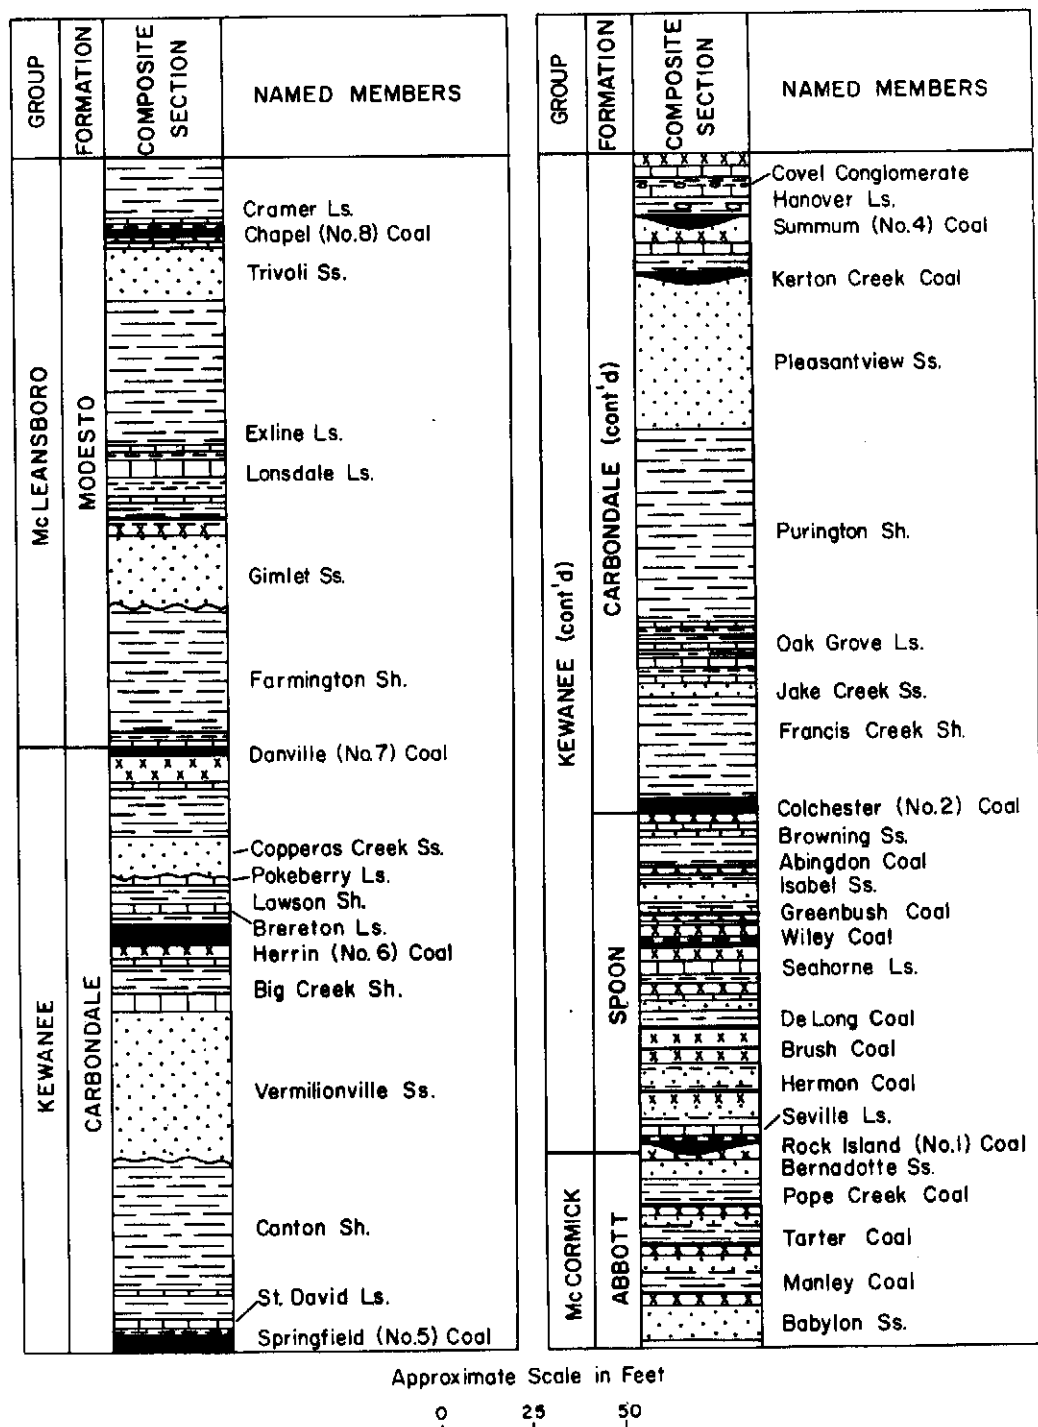 GROUP
FORMATION
COMPOSITE
SECTION
NAMED MEMBERS
McLEANSBORO
MODESTO
Cramer Ls.
Chapel (No.8) Coal
Trivoli Ss.
Exline Ls.
Lonsdale Ls.
Gimlet Ss.
Farmington Sh.
KEWANEE
CARBONDALE
Danville (No.7) Coal
Copperas Creek Ss.
Pokeberry Ls.
Lawson Sh.
Brereton Ls.
Herrin (No.6) Coal
Big Creek Sh.
Vermilionville Ss.
Canton Sh.
St. David Ls.
Springfield (No.5) Coal
GROUP
FORMATION
COMPOSITE
SECTION
NAMED MEMBERS
KEWANEE (cont'd)
CARBONDALE (cont'd)
Covel Conglomerate
Hanover Ls.
Summum (No.4) Coal
Kerton Creek Coal
Pleasantview Ss.
Purington Sh.
Oak Grove Ls.
Jake Creek Ss.
Francis Creek Sh.
Colchester (No.2) Coal
SPOON
Browning Ss.
Abingdon Coal
Isabel Ss.
Greenbush Coal
Wiley Coal
Seahorne Ls.
De Long Coal
Brush Coal
Hermon Coal
Seville Ls.
Rock Island (No.1) Coal
McCORMICK
ABBOTT
Bernadotte Ss.
Pope Creek Coal
Tarter Coal
Manley Coal
Babylon Ss.
Approximate Scale in Feet
0 25 50